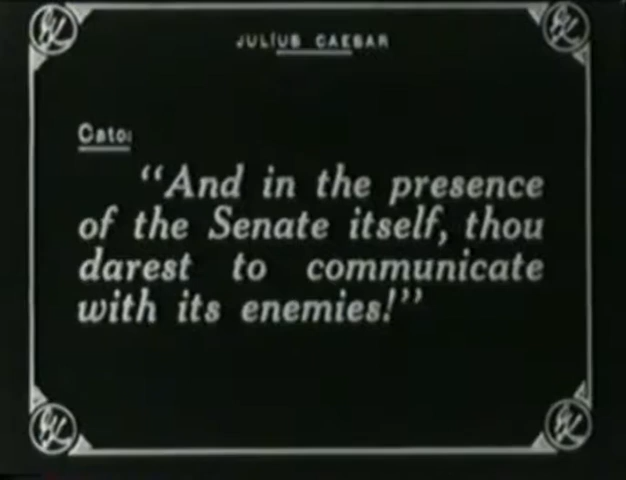 JULIUS CAESAR
Cato:
"And in the presence
of the Senate itself, thou
darest to communicate
with its enemies!"